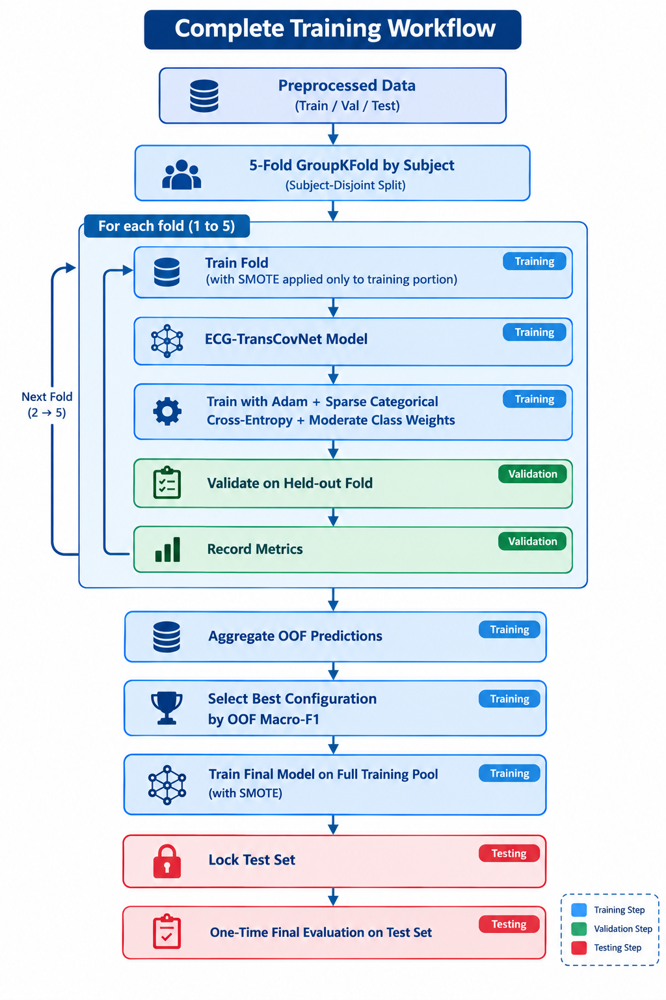 Complete Training Workflow
Preprocessed Data
(Train / Val / Test)
5-Fold GroupKFold by Subject
(Subject-Disjoint Split)
For each fold (1 to 5)
Train Fold
(with SMOTE applied only to training portion)
Training
ECG-TransCovNet Model
Training
Train with Adam + Sparse Categorical
Cross-Entropy + Moderate Class Weights
Training
Next Fold
(2 → 5)
Validate on Held-out Fold
Validation
Record Metrics
Validation
Aggregate OOF Predictions
Training
Select Best Configuration
by OOF Macro-F1
Training
Train Final Model on Full Training Pool
(with SMOTE)
Training
Lock Test Set
Testing
One-Time Final Evaluation on Test Set
Testing
Training Step
Validation Step
Testing Step